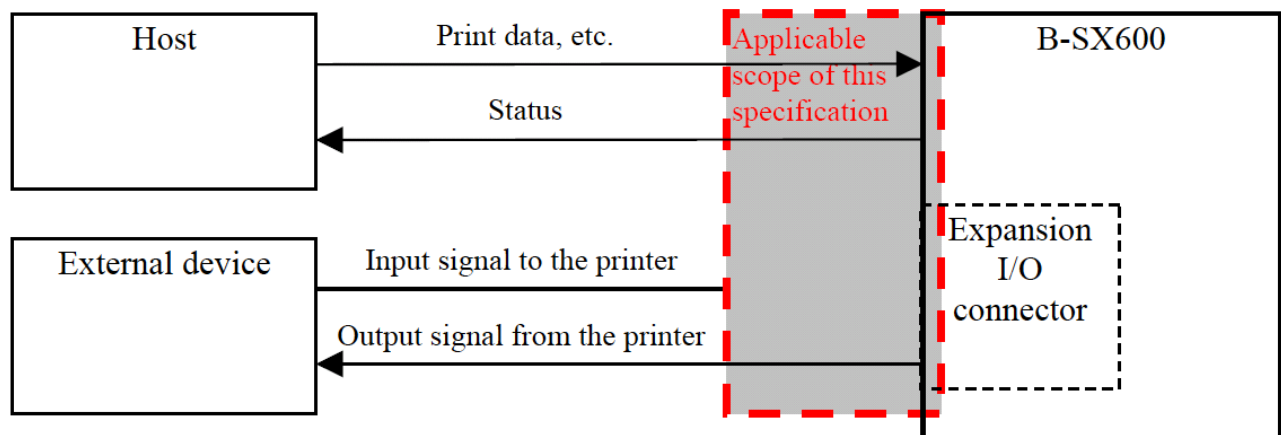 Host
Print data, etc.
Applicable
scope of this
specification
B-SX600
Status
External device
Input signal to the printer
Output signal from the printer
Expansion
I/O
connector